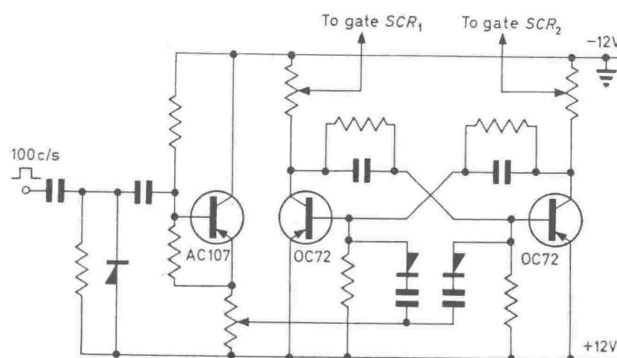 To gate SCR₁
To gate SCR₂
−12V
100c/s
AC107
OC72
OC72
+12V